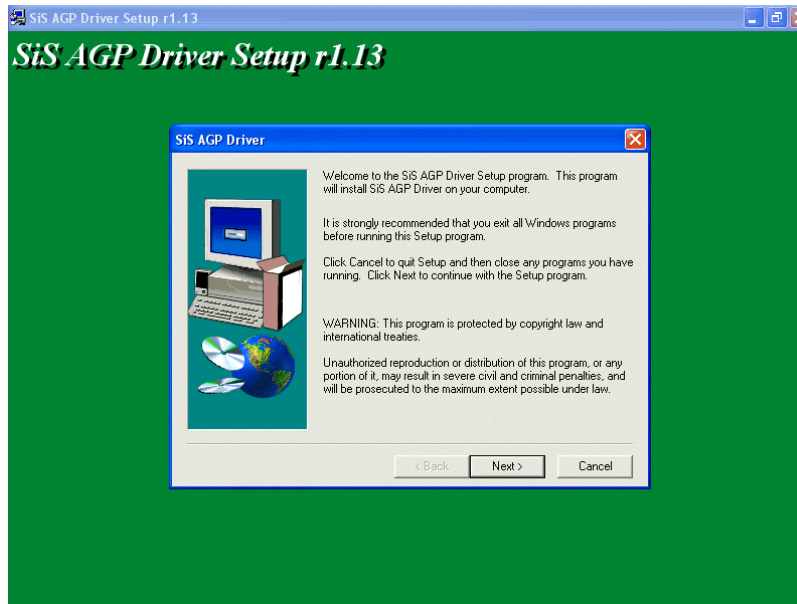 SiS AGP Driver Setup r1.13
SiS AGP Driver Setup r1.13
SiS AGP Driver
Welcome to the SiS AGP Driver Setup program. This program
will install SiS AGP Driver on your computer.
It is strongly recommended that you exit all Windows programs
before running this Setup program.
Click Cancel to quit Setup and then close any programs you have
running. Click Next to continue with the Setup program.
WARNING: This program is protected by copyright law and
international treaties.
Unauthorized reproduction or distribution of this program, or any
portion of it, may result in severe civil and criminal penalties, and
will be prosecuted to the maximum extent possible under law.
< Back Next > Cancel